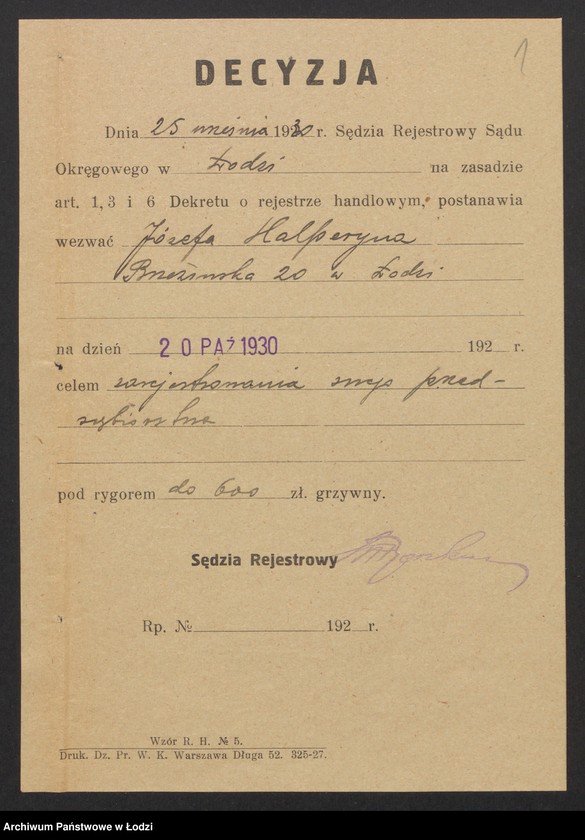 1
DECYZJA
Dnia 25 września 1930 r. Sędzia Rejestrowy Sądu
Okręgowego w Łodzi na zasadzie
art. 1, 3 i 6 Dekretu o rejestrze handlowym, postanawia
wezwać Józefa Halperyna
Brzezińska 20 w Łodzi
na dzień 20 PAŹ 1930 192 r.
celem zarejestrowania swego przed-
siębiorstwa
pod rygorem do 600 zł. grzywny.
Sędzia Rejestrowy
Rp. № 192 r.
Wzór R. H. № 5.
Druk. Dz. Pr. W. K. Warszawa Długa 52. 325-27.
Archiwum Państwowe w Łodzi